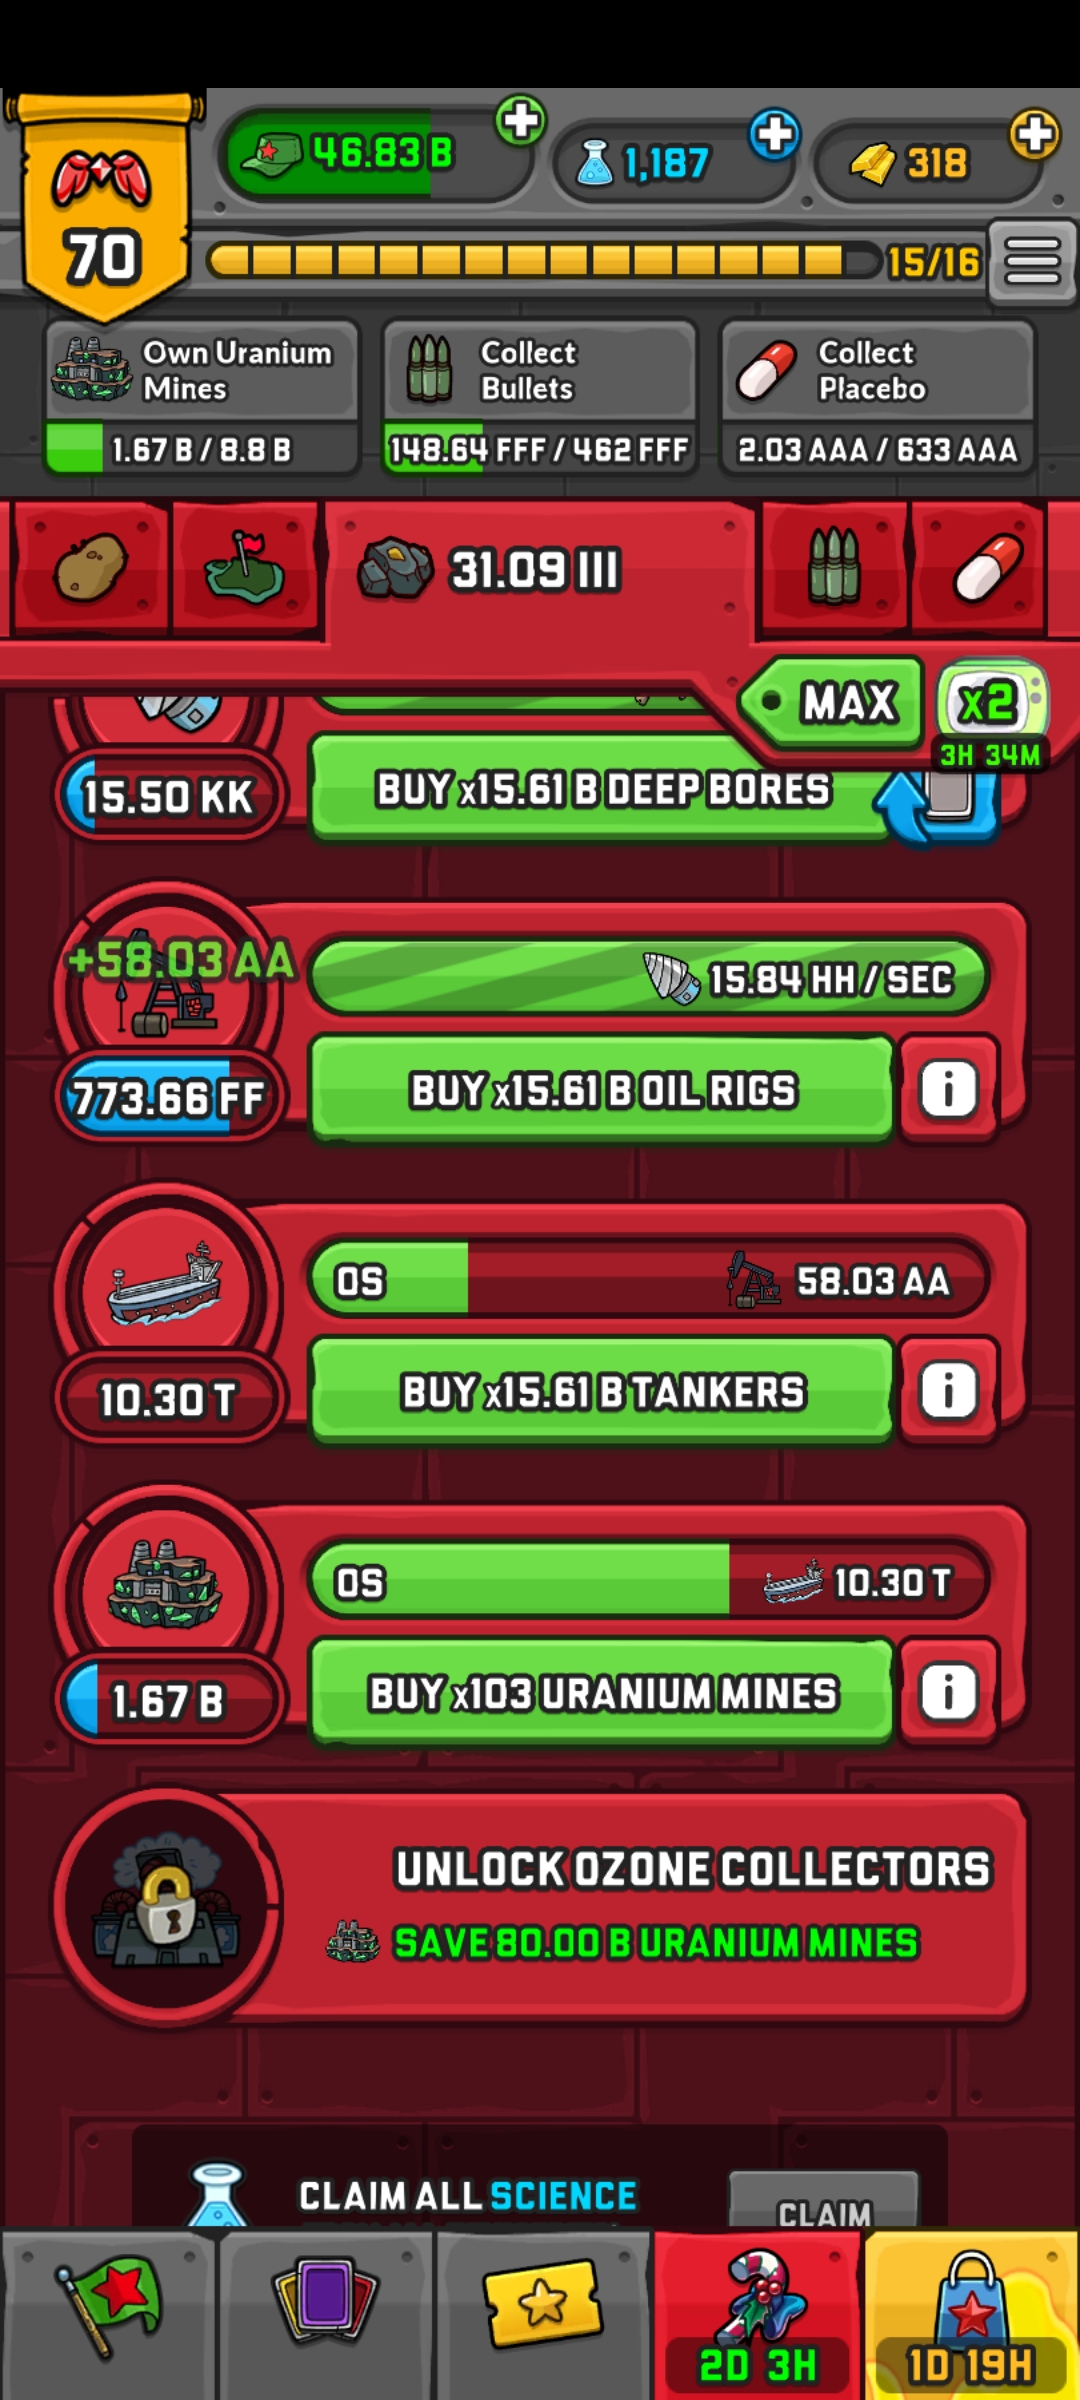 46.83 B
1,187
318
70
15/16
Own Uranium
Mines
1.67 B / 8.8 B
Collect
Bullets
148.64 FFF / 462 FFF
Collect
Placebo
2.03 AAA / 633 AAA
31.09 III
MAX
x2
3H 34M
15.50 KK
BUY x15.61 B DEEP BORES
+58.03 AA
15.84 HH / SEC
773.66 FF
BUY x15.61 B OIL RIGS
i
0S
58.03 AA
10.30 T
BUY x15.61 B TANKERS
i
0S
10.30 T
1.67 B
BUY x103 URANIUM MINES
i
UNLOCK OZONE COLLECTORS
SAVE 80.00 B URANIUM MINES
CLAIM ALL SCIENCE
CLAIM
2D 3H
1D 19H